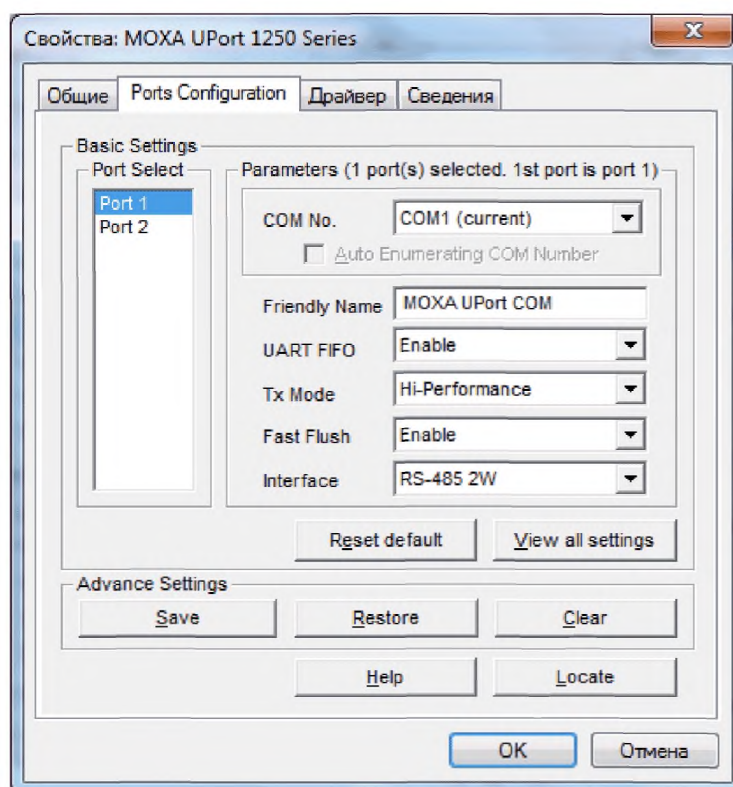 Свойства: MOXA UPort 1250 Series
x
Общие Ports Configuration Драйвер Сведения
Basic Settings
Port Select
Port 1
Port 2
Parameters (1 port(s) selected. 1st port is port 1)
COM No. COM1 (current)
Auto Enumerating COM Number
Friendly Name MOXA UPort COM
UART FIFO Enable
Tx Mode Hi-Performance
Fast Flush Enable
Interface RS-485 2W
Reset default View all settings
Advance Settings
Save Restore Clear
Help Locate
OK Отмена